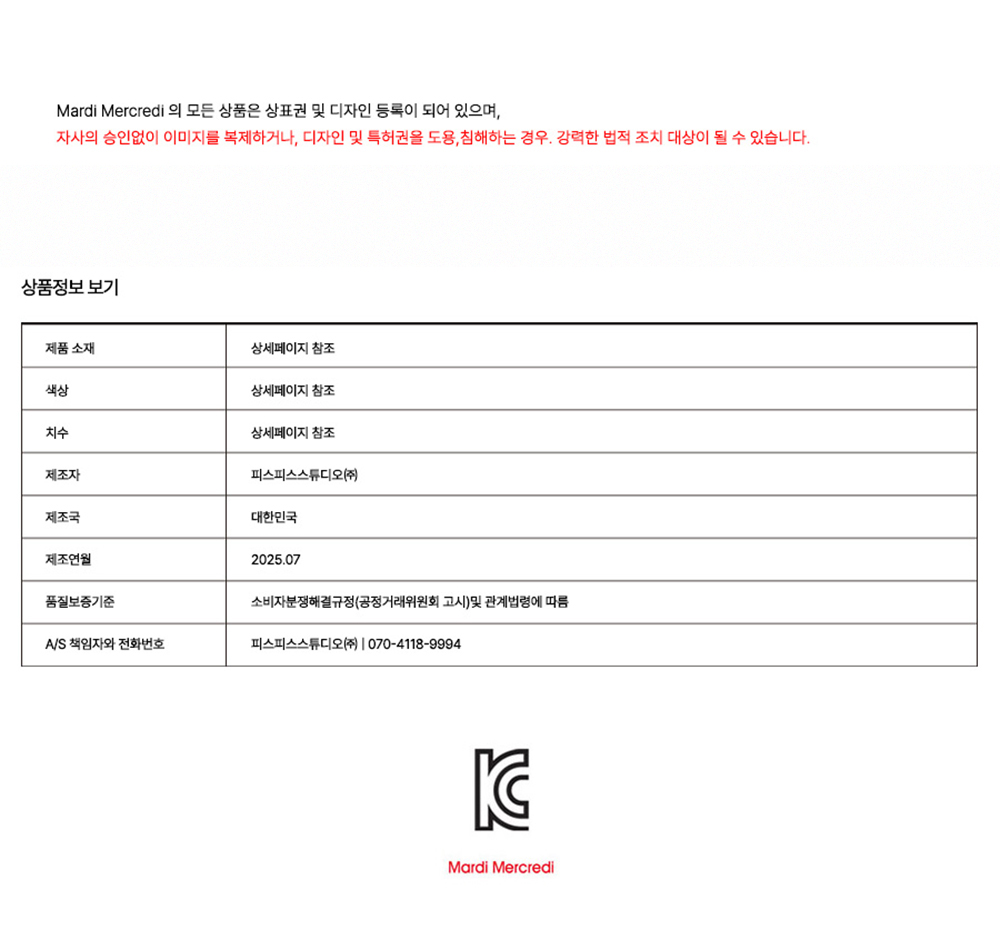 Mardi Mercredi 의 모든 상품은 상표권 및 디자인 등록이 되어 있으며,
자사의 승인없이 이미지를 복제하거나, 디자인 및 특허권을 도용,침해하는 경우. 강력한 법적 조치 대상이 될 수 있습니다.
상품정보 보기
제품 소재 상세페이지 참조
색상 상세페이지 참조
치수 상세페이지 참조
제조자 피스피스스튜디오㈜
제조국 대한민국
제조연월 2025.07
품질보증기준 소비자분쟁해결규정(공정거래위원회 고시)및 관계법령에 따름
A/S 책임자와 전화번호 피스피스스튜디오㈜ | 070-4118-9994
KC
Mardi Mercredi